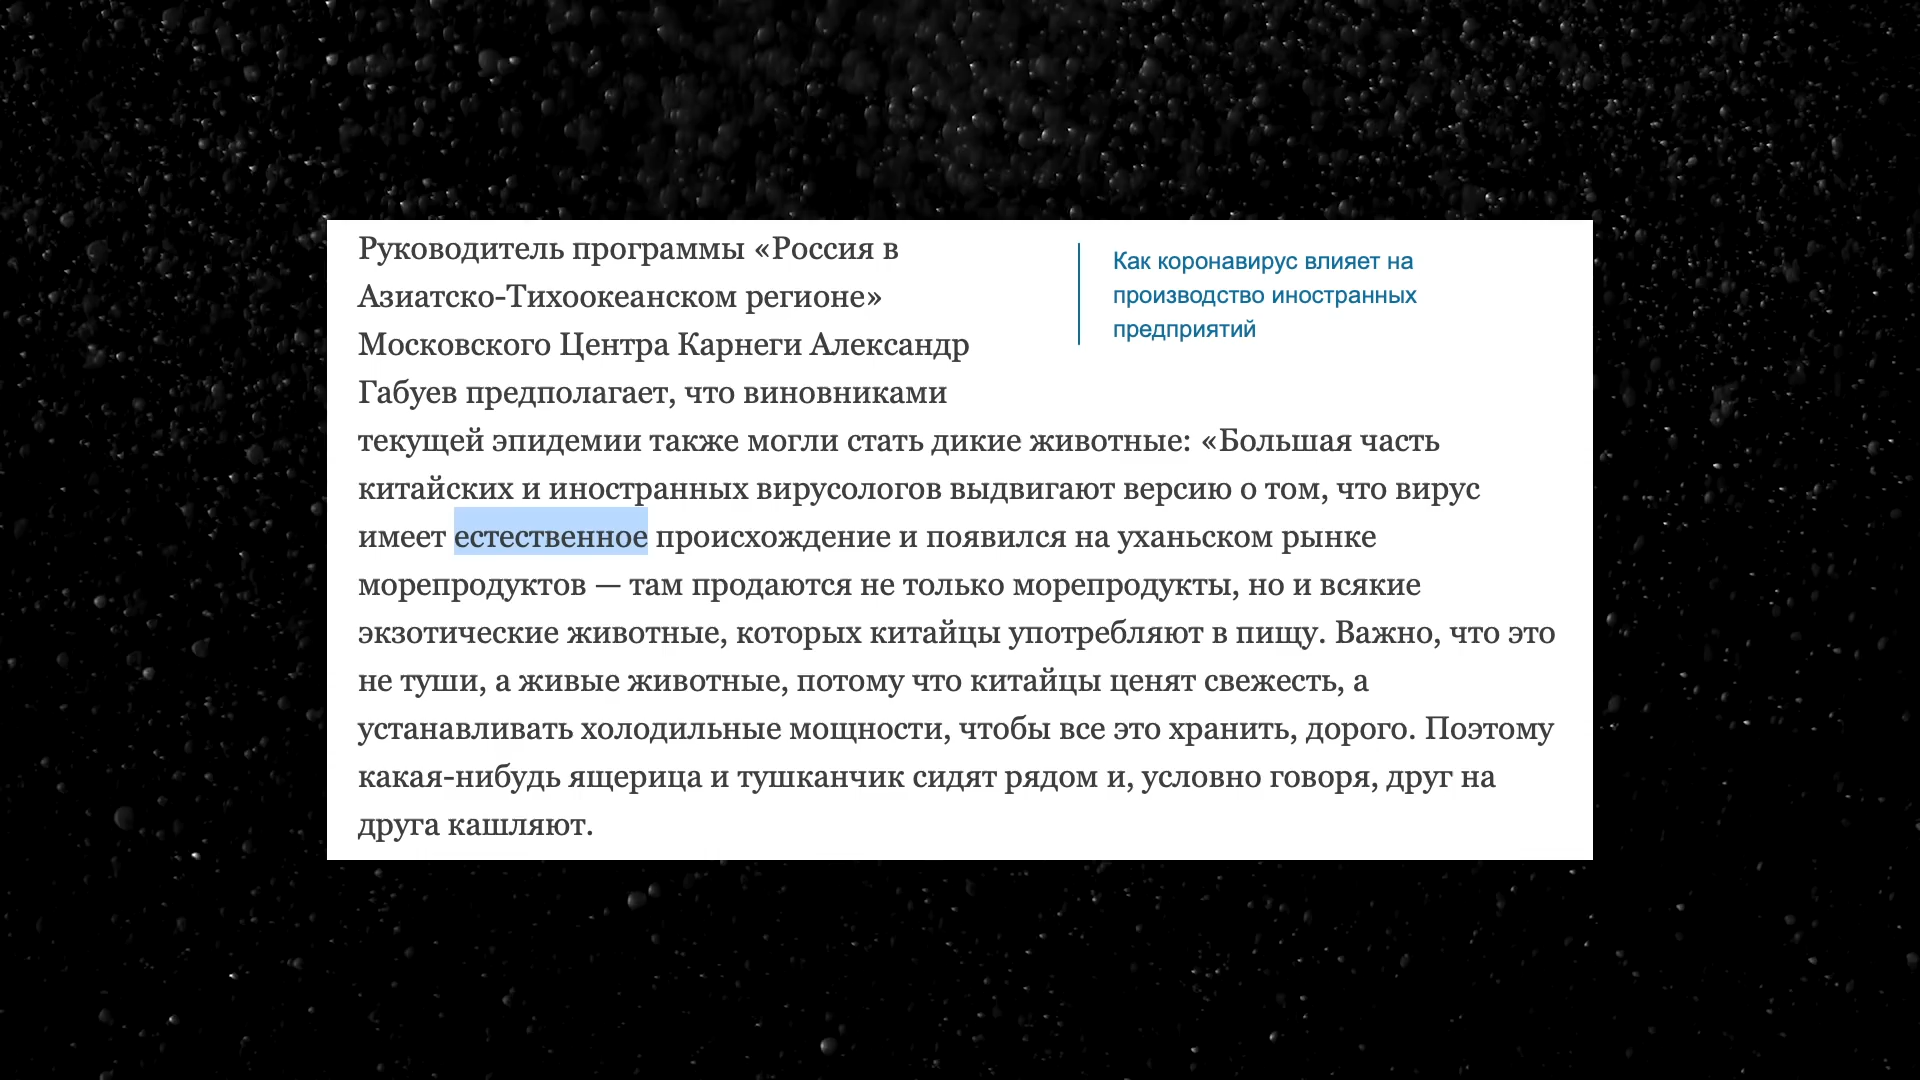 Руководитель программы «Россия в
Азиатско-Тихоокеанском регионе»
Московского Центра Карнеги Александр
Габуев предполагает, что виновниками
текущей эпидемии также могли стать дикие животные: «Большая часть
китайских и иностранных вирусологов выдвигают версию о том, что вирус
имеет естественное происхождение и появился на уханьском рынке
морепродуктов — там продаются не только морепродукты, но и всякие
экзотические животные, которых китайцы употребляют в пищу. Важно, что это
не туши, а живые животные, потому что китайцы ценят свежесть, а
устанавливать холодильные мощности, чтобы все это хранить, дорого. Поэтому
какая-нибудь ящерица и тушканчик сидят рядом и, условно говоря, друг на
друга кашляют.
Как коронавирус влияет на
производство иностранных
предприятий